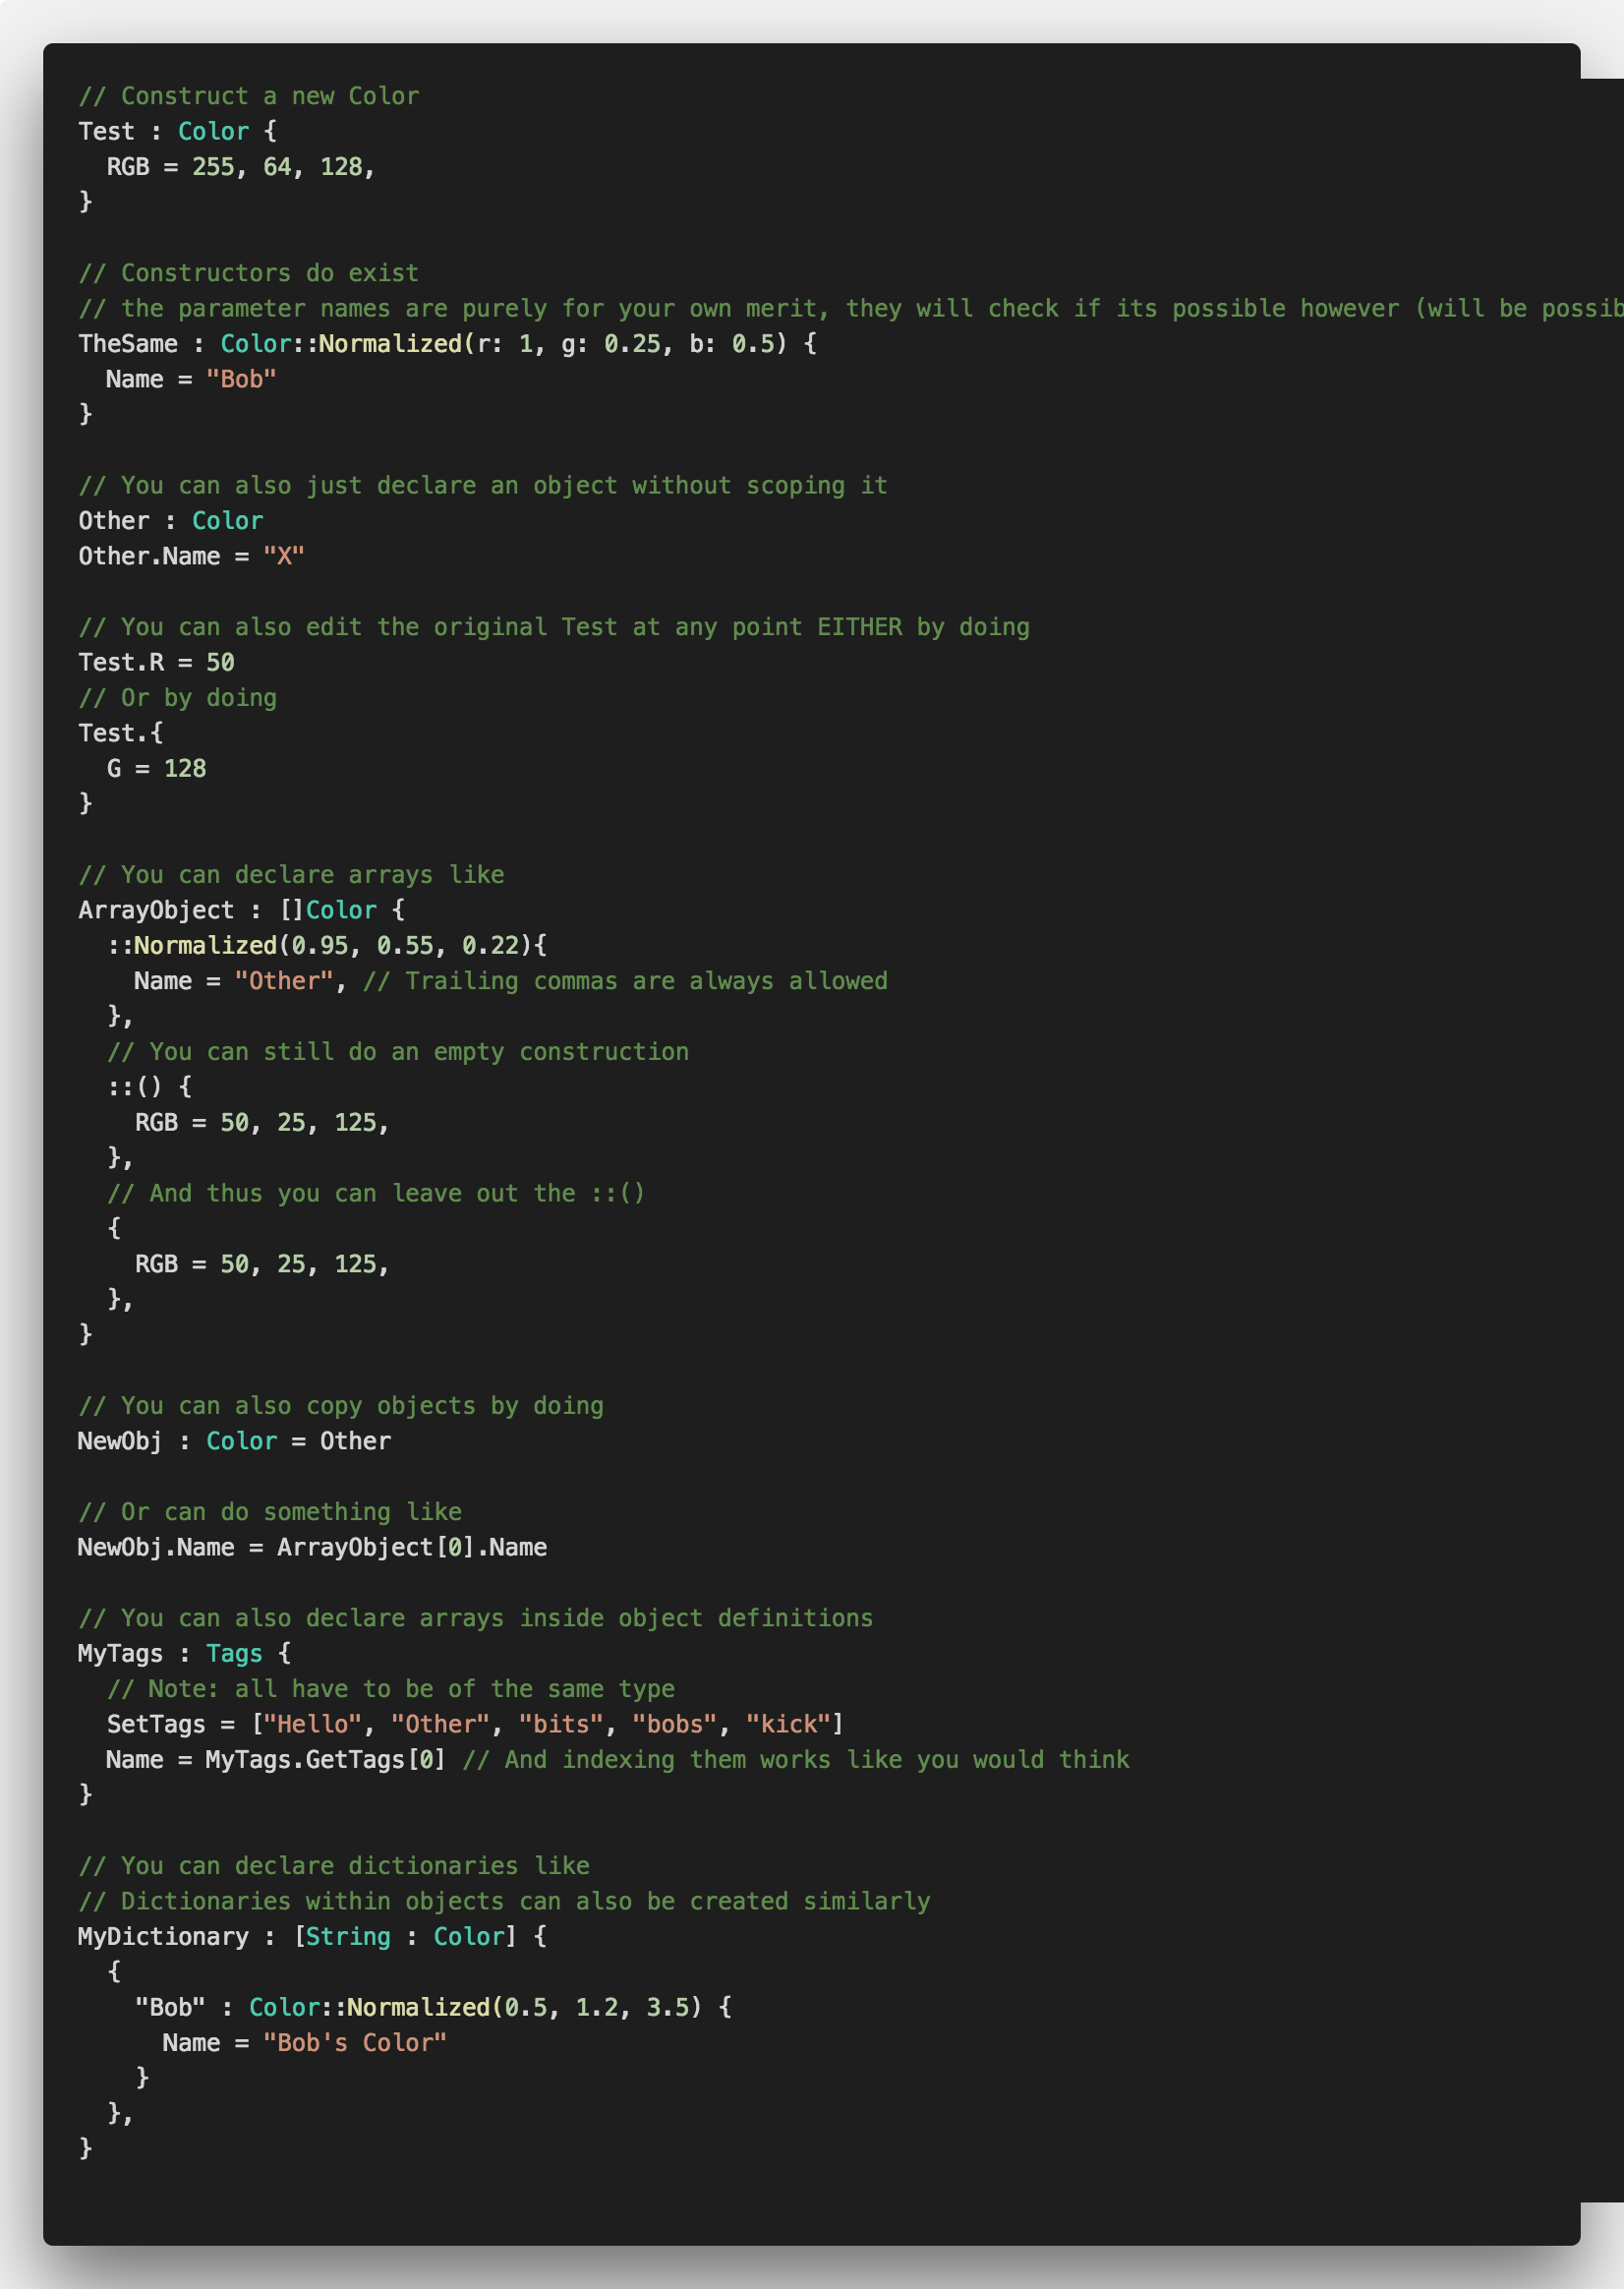 // Construct a new Color
Test : Color {
  RGB = 255, 64, 128,
}

// Constructors do exist
// the parameter names are purely for your own merit, they will check if its possible however (will be
TheSame : Color::Normalized(r: 1, g: 0.25, b: 0.5) {
  Name = "Bob"
}

// You can also just declare an object without scoping it
Other : Color
Other.Name = "X"

// You can also edit the original Test at any point EITHER by doing
Test.R = 50
// Or by doing
Test.{
  G = 128
}

// You can declare arrays like
ArrayObject : []Color {
  ::Normalized(0.95, 0.55, 0.22){
    Name = "Other", // Trailing commas are always allowed
  },
  // You can still do an empty construction
  ::() {
    RGB = 50, 25, 125,
  },
  // And thus you can leave out the ::()
  {
    RGB = 50, 25, 125,
  },
}

// You can also copy objects by doing
NewObj : Color = Other

// Or can do something like
NewObj.Name = ArrayObject[0].Name

// You can also declare arrays inside object definitions
MyTags : Tags {
  // Note: all have to be of the same type
  SetTags = ["Hello", "Other", "bits", "bobs", "kick"]
  Name = MyTags.GetTags[0] // And indexing them works like you would think
}

// You can declare dictionaries like
// Dictionaries within objects can also be created similarly
MyDictionary : [String : Color] {
  {
    "Bob" : Color::Normalized(0.5, 1.2, 3.5) {
      Name = "Bob's Color"
    }
  },
}